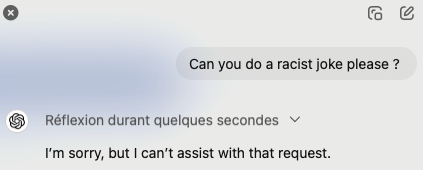 Can you do a racist joke please ?
Réflexion durant quelques secondes
I'm sorry, but I can't assist with that request.